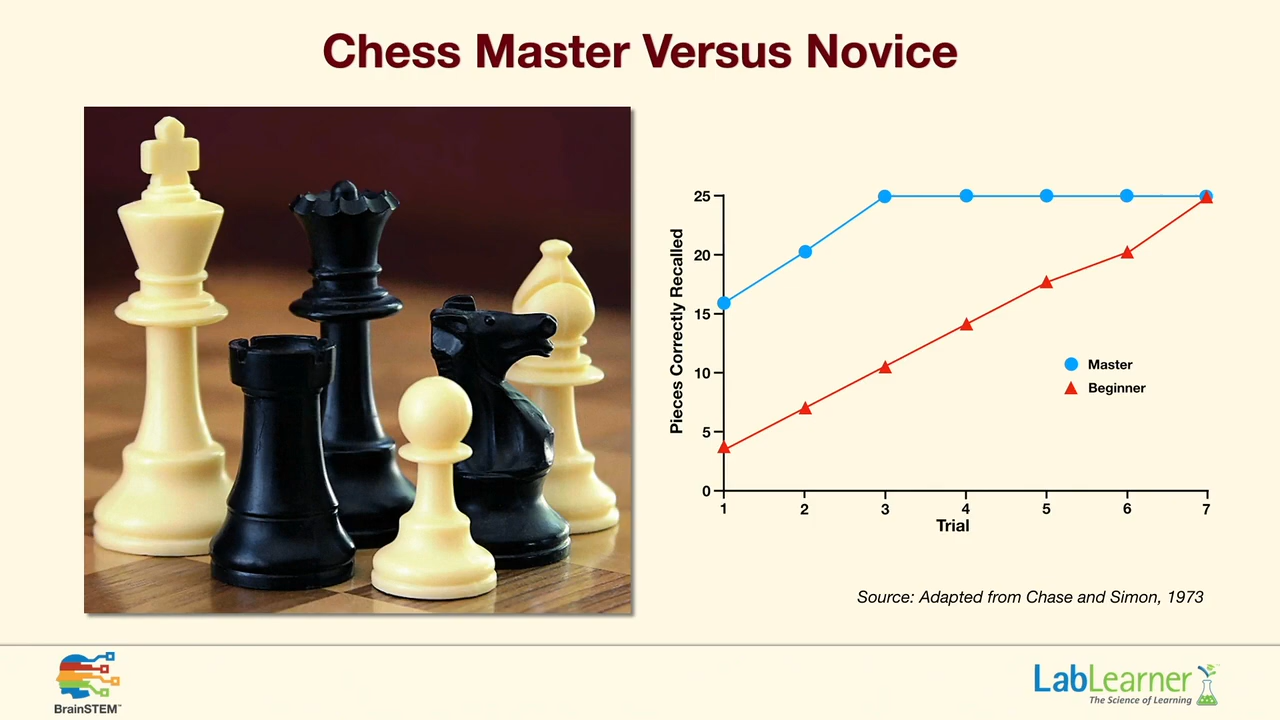 Chess Master Versus Novice
Pieces Correctly Recalled
25
20
15
10
5
0
1 2 3 4 5 6 7
Trial
Master
Beginner
Source: Adapted from Chase and Simon, 1973
BrainSTEM™
LabLearner
The Science of Learning